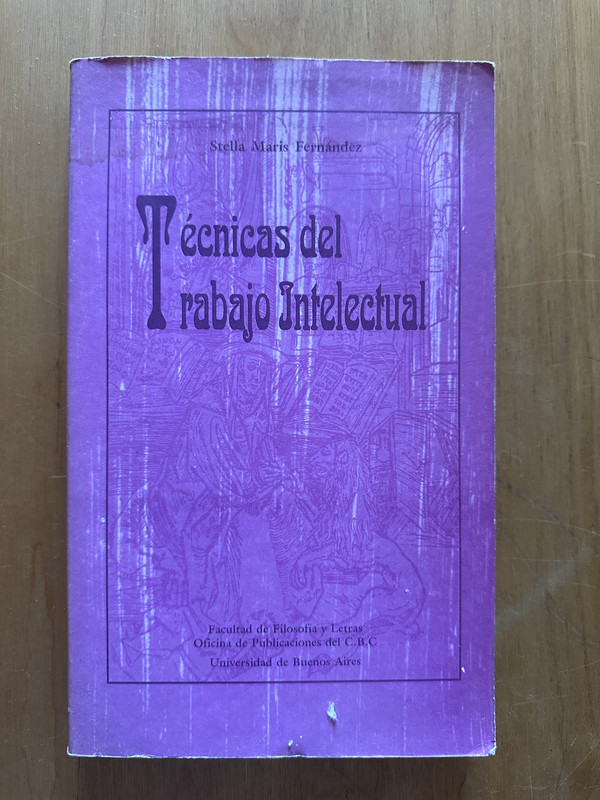 Stella Maris Fernández
Técnicas del
Trabajo Intelectual
Facultad de Filosofía y Letras
Oficina de Publicaciones del C.B.C
Universidad de Buenos Aires